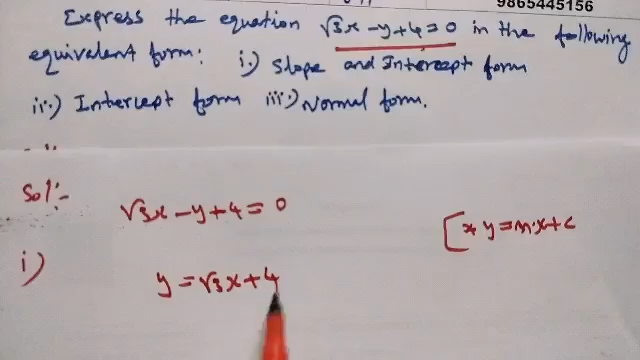 9865445156
Express the equation √3x - y + 4 = 0 in the following
equivalent form: i.) Slope and Intercept form
ii.) Intercept form iii.) Normal form.
Sol:-
√3x - y + 4 = 0
[* y = mx + c
i)
y = √3x + 4